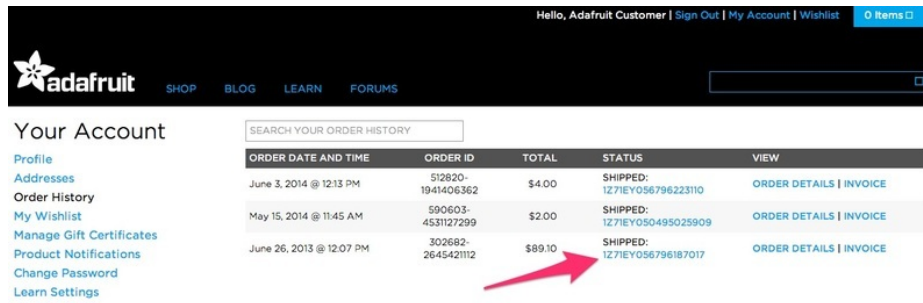 Hello, Adafruit Customer | Sign Out | My Account | Wishlist 0 Items
adafruit SHOP BLOG LEARN FORUMS
Your Account
Profile
Addresses
Order History
My Wishlist
Manage Gift Certificates
Product Notifications
Change Password
Learn Settings
SEARCH YOUR ORDER HISTORY
ORDER DATE AND TIME ORDER ID TOTAL STATUS VIEW
June 3, 2014 @ 12:13 PM 512820-1941406362 $4.00 SHIPPED: 1Z71EY056796223110 ORDER DETAILS | INVOICE
May 15, 2014 @ 11:45 AM 590603-4531127299 $2.00 SHIPPED: 1Z71EY050495025909 ORDER DETAILS | INVOICE
June 26, 2013 @ 12:07 PM 302682-2645421112 $89.10 SHIPPED: 1Z71EY056796187017 ORDER DETAILS | INVOICE